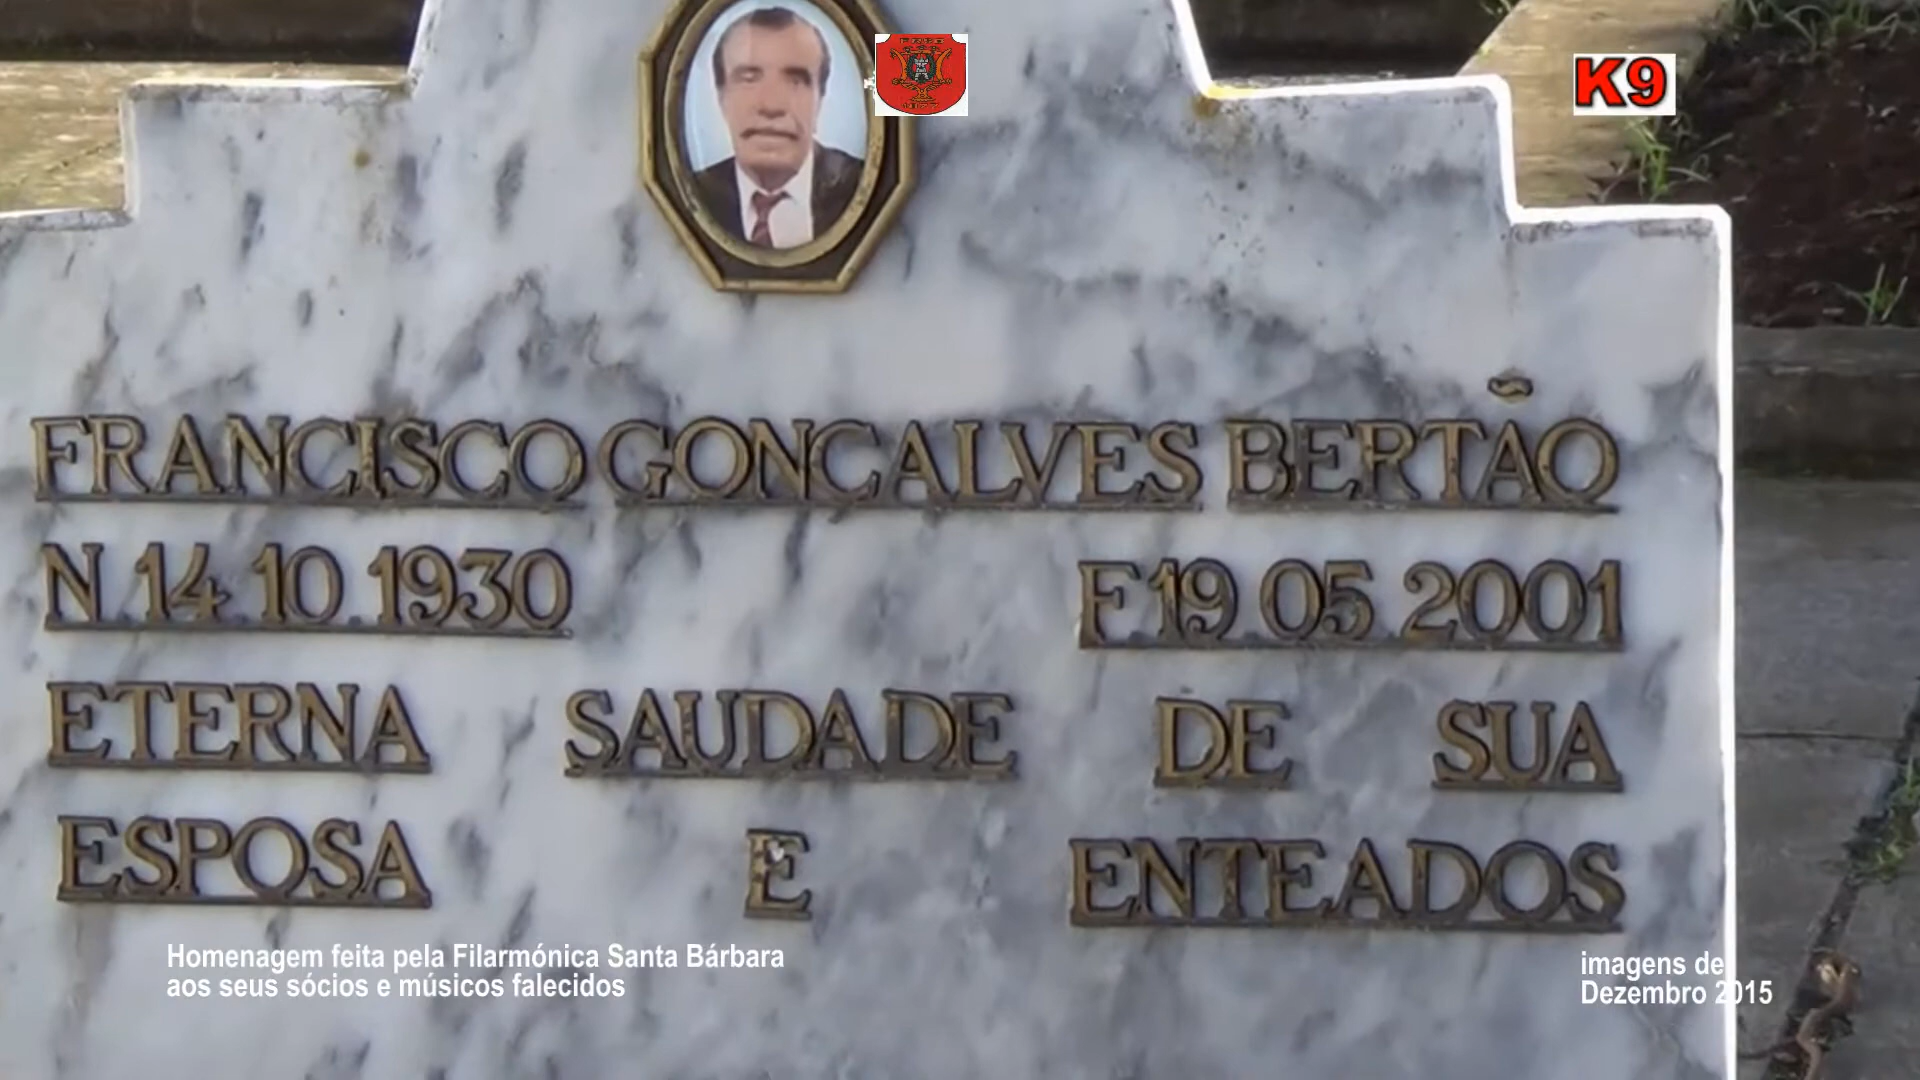 K9
FRANCISCO GONCALVES BERTÃO
N.14.10.1930 F.19.05.2001
ETERNA SAUDADE DE SUA
ESPOSA E ENTEADOS
Homenagem feita pela Filarmónica Santa Bárbara
aos seus sócios e músicos falecidos
imagens de
Dezembro 2015